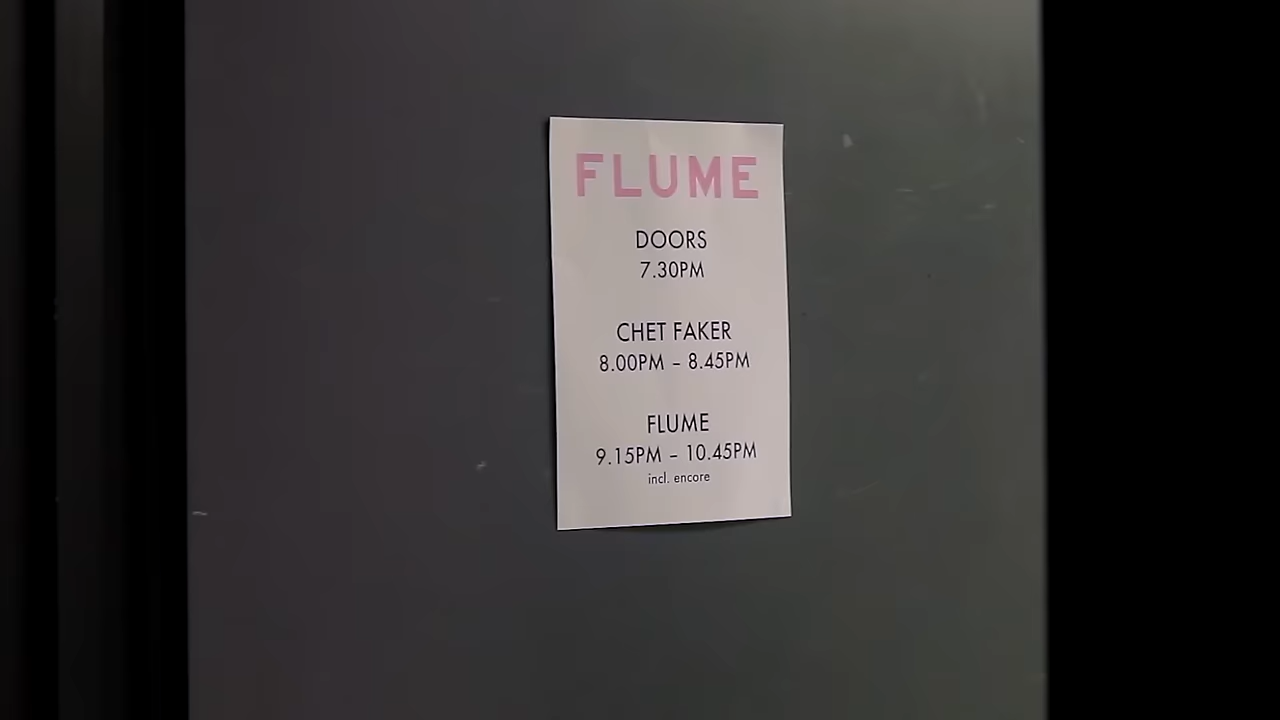 FLUME
DOORS
7.30PM
CHET FAKER
8.00PM – 8.45PM
FLUME
9.15PM – 10.45PM
incl. encore